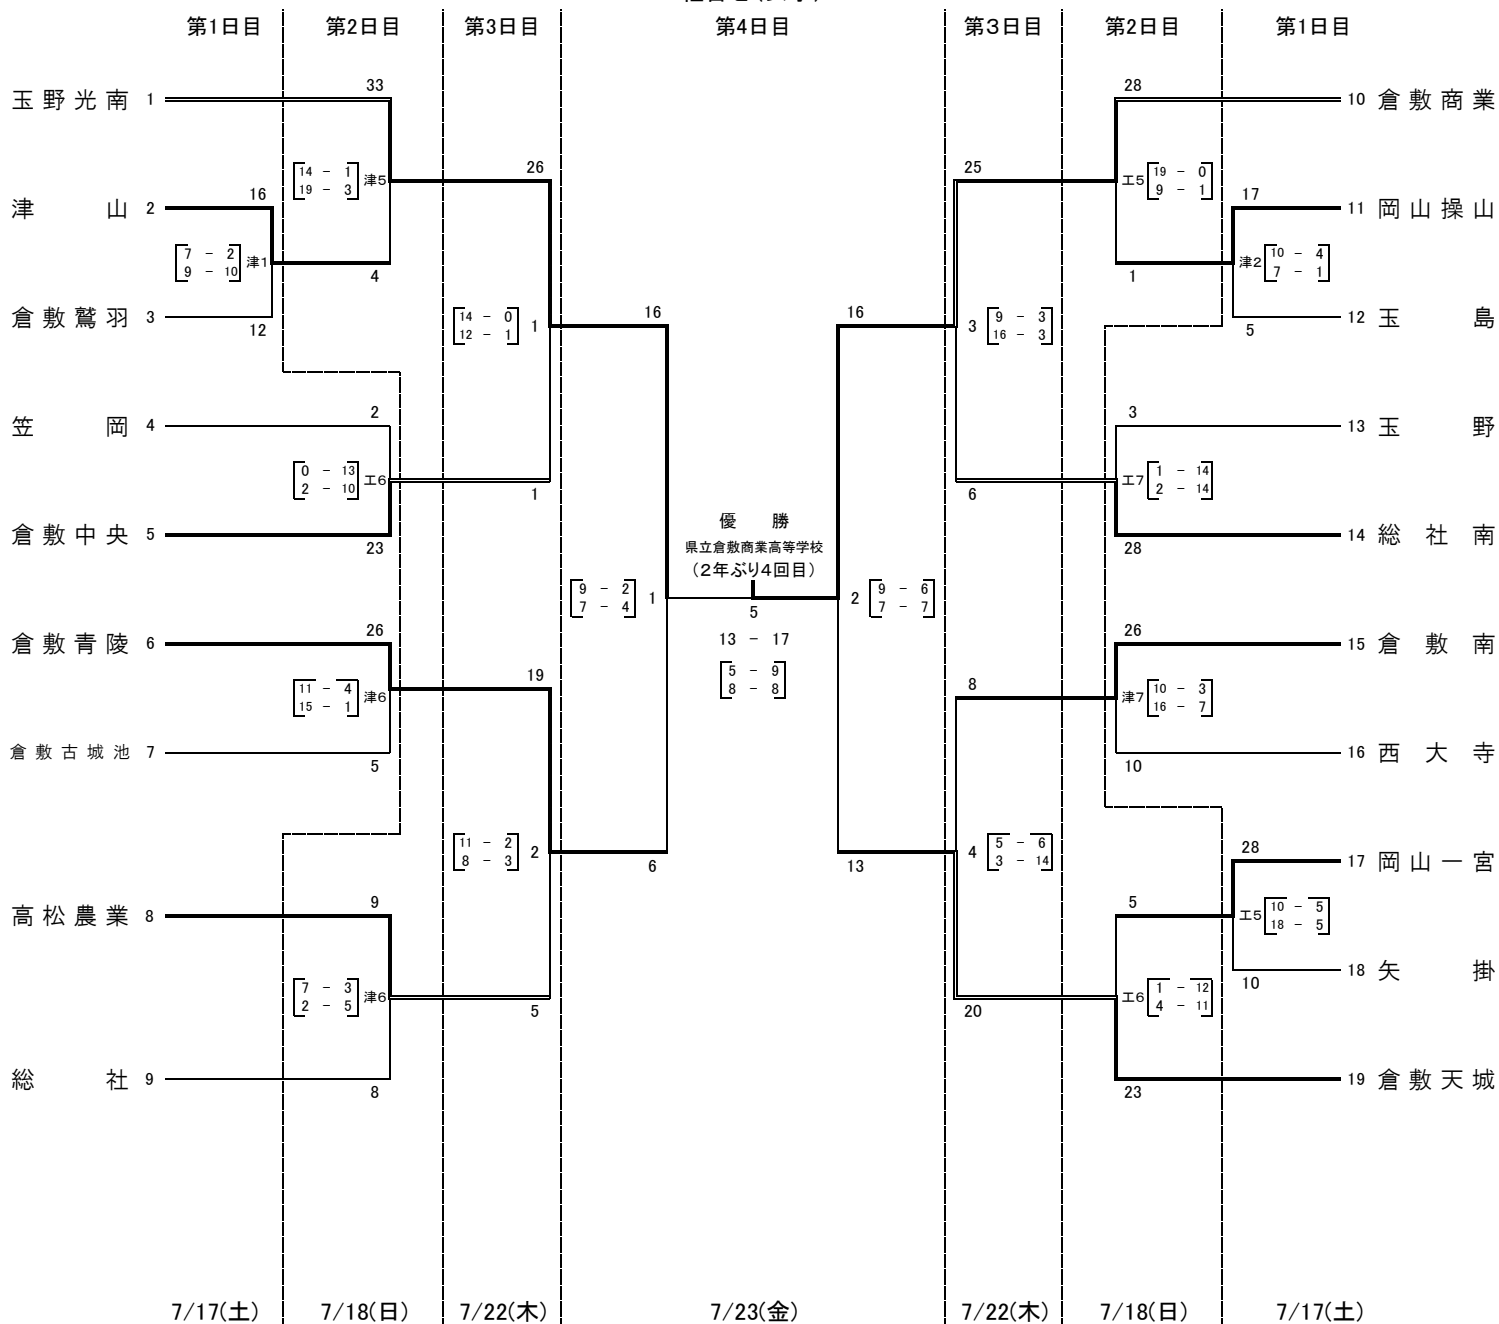 第1日目 第2日目 第3日目 第4日目 第3日目 第2日目 第1日目
33 28
玉野光南 1 10 倉敷商業
26 25
14 - 1 津5 工5 19 - 0
19 - 3 9 - 1
16 17
津山 2 11 岡山操山
7 - 2 津1 津2 10 - 4
9 - 10 7 - 1
4 1
16 16
倉敷鷲羽 3 12 玉島
14 - 0 1 3 9 - 3
12 - 1 16 - 3
12 5
2 3
笠岡 4 13 玉野
0 - 13 工6 工7 1 - 14
2 - 10 2 - 14
1 6
優勝
倉敷中央 5 14 総社南
23 28
県立倉敷商業高等学校
(2年ぶり4回目)
9 - 2 1 2 9 - 6
7 - 4 7 - 7
5
13 - 17
26 26
倉敷青陵 6 15 倉敷南
5 - 9
8 - 8
19 8
11 - 4 津6 津7 10 - 3
15 - 1 16 - 7
倉敷古城池 7 16 西大寺
5 10
11 - 2 2 4 5 - 6
8 - 3 3 - 14
28
17 岡山一宮
6 13
9 5
高松農業 8 工5 10 - 5
18 - 5
18 矢掛
10
7 - 3 津6 工6 1 - 12
2 - 5 4 - 11
5 20
総社 9 19 倉敷天城
8 23
7/17(土) 7/18(日) 7/22(木) 7/23(金) 7/22(木) 7/18(日) 7/17(土)